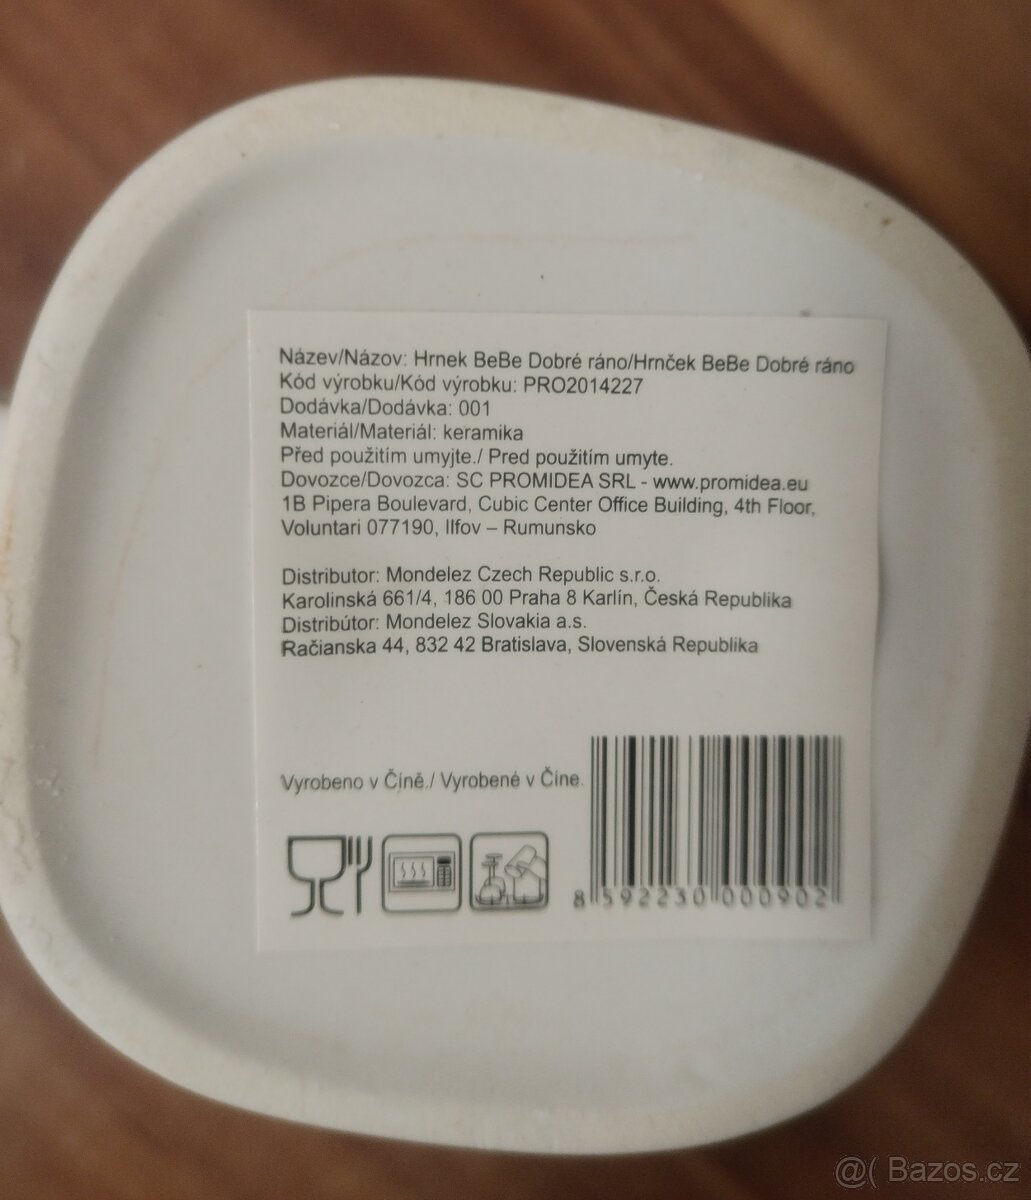 Název/Názov: Hrnek BeBe Dobré ráno/Hrnček BeBe Dobré ráno
Kód výrobku/Kód výrobku: PRO2014227
Dodávka/Dodávka: 001
Materiál/Materiál: keramika
Před použitím umyjte./ Pred použitím umyte.
Dovozce/Dovozca: SC PROMIDEA SRL - www.promidea.eu
1B Pipera Boulevard, Cubic Center Office Building, 4th Floor,
Voluntari 077190, Ilfov – Rumunsko
Distributor: Mondelez Czech Republic s.r.o.
Karolinská 661/4, 186 00 Praha 8 Karlín, Česká Republika
Distribútor: Mondelez Slovakia a.s.
Račianska 44, 832 42 Bratislava, Slovenská Republika
Vyrobeno v Číně./ Vyrobené v Číne.
8 592230 000902
@( Bazos.cz